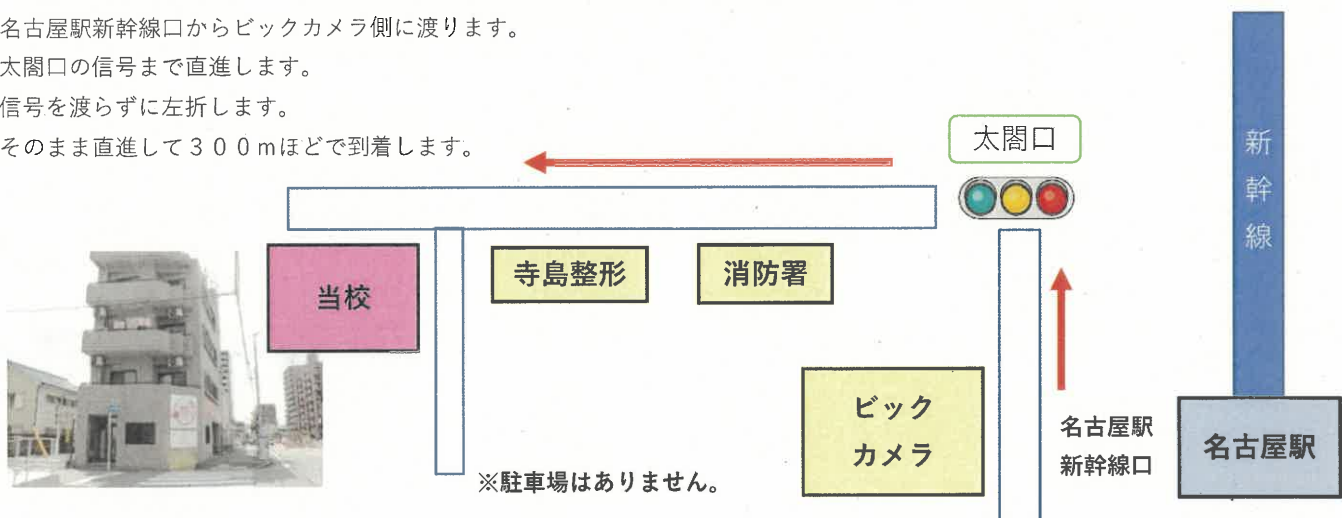 名古屋駅新幹線口からビックカメラ側に渡ります。
太閤口の信号まで直進します。
信号を渡らずに左折します。
そのまま直進して３００ｍほどで到着します。
太閤口
新幹線
当校
寺島整形
消防署
ビック
カメラ
名古屋駅
新幹線口
名古屋駅
※駐車場はありません。